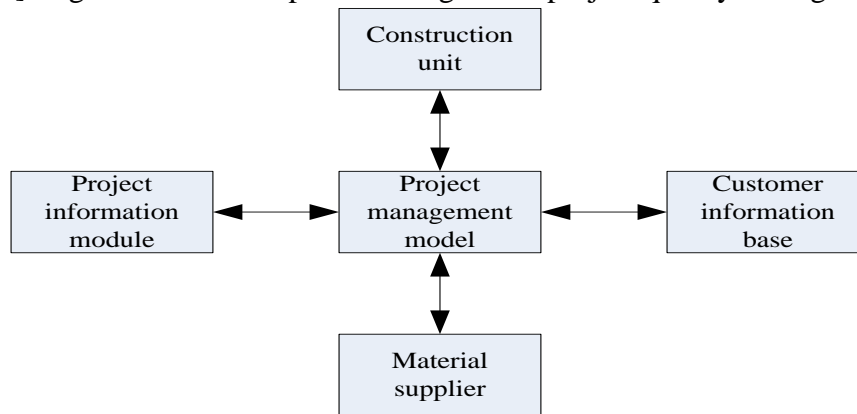 Construction
unit
Project
information
module
Project
management
model
Customer
information
base
Material
supplier